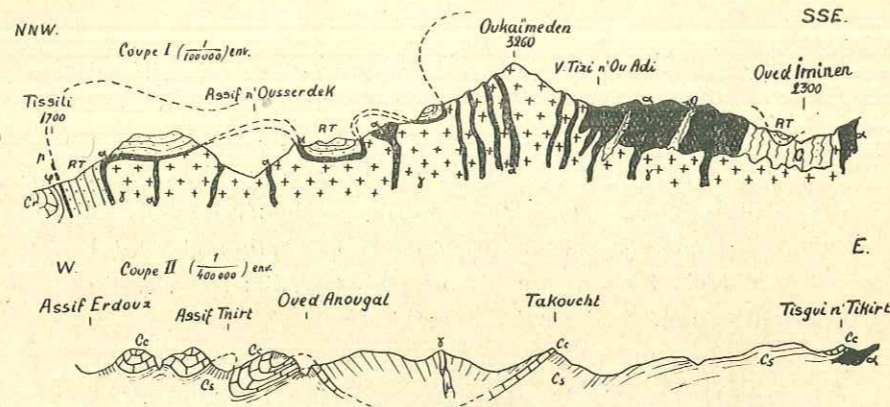 NNW.
SSE.
Coupe I (1/100000) env.
Oukaïmeden
3260
V. Tizi n'Ou Adi
Oued Iminen
2300
Tissili
1700
Assif n'Ousserdek
RT
RT
RT
RT
Cr
α
α
α
α
α
α
γ
γ
γ
W.
Coupe II (1/400000) env.
E.
Assif Erdouz
Assif Tnirt
Oued Anougal
Takoucht
Tisgui n'Tikirt
Cc
Cc
γ
Cc
Cc
Cs
Cs
Cs
α